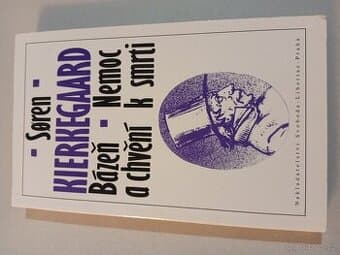 Søren
KIERKEGAARD
Bázeň Nemoc
a chvění k smrti
Nakladatelství Svoboda-Libertas Praha